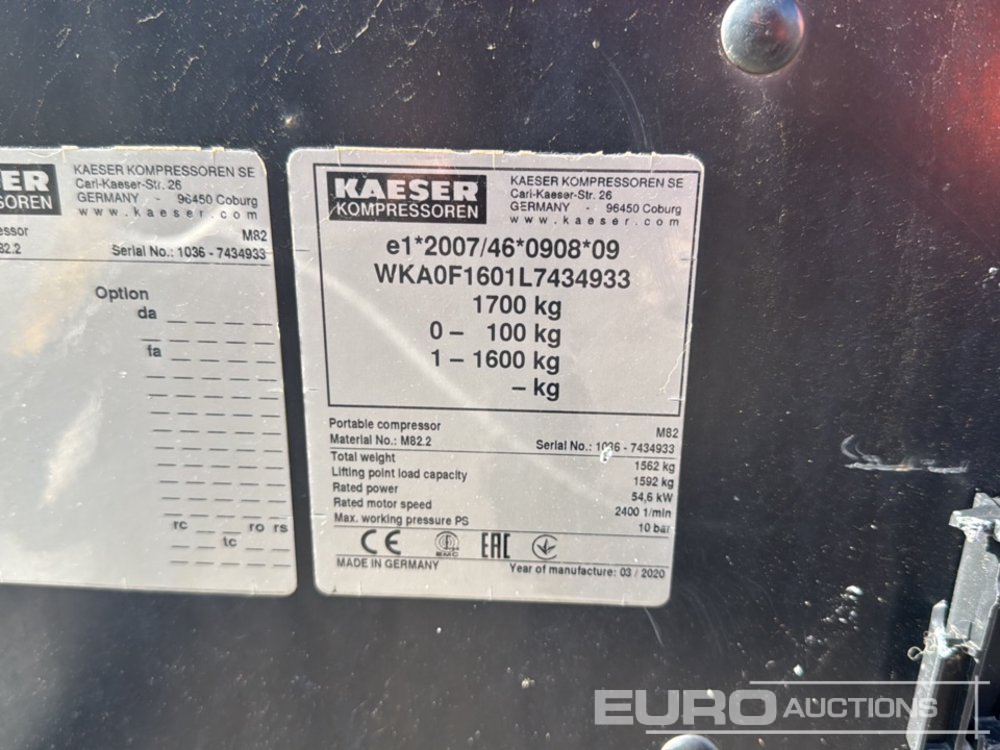 ER
SOREN
KAESER KOMPRESSOREN SE
Carl-Kaeser-Str. 26
GERMANY - 96450 Coburg
www.kaeser.com
essor
M82
82.2
Serial No.: 1036 - 7434933
Option
da
fa
rc
ro rs
tc
KAESER
KOMPRESSOREN
KAESER KOMPRESSOREN SE
Carl-Kaeser-Str. 26
GERMANY - 96450 Coburg
www.kaeser.com
e1*2007/46*0908*09
WKA0F1601L7434933
1700 kg
0 – 100 kg
1 – 1600 kg
– kg
Portable compressor M82
Material No.: M82.2 Serial No.: 1036 - 7434933
Total weight 1562 kg
Lifting point load capacity 1592 kg
Rated power 54,6 kW
Rated motor speed 2400 1/min
Max. working pressure PS 10 bar
CE EMC EAC
MADE IN GERMANY Year of manufacture: 03 / 2020
EURO AUCTIONS